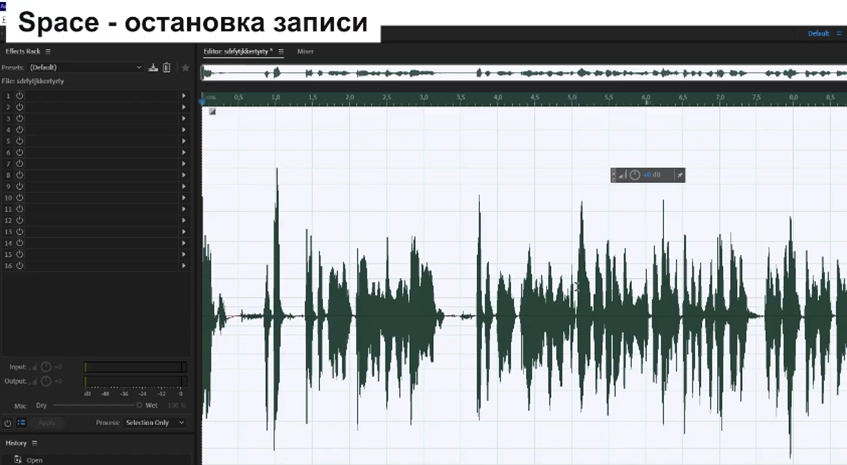 Space - остановка записи
Default
Effects Rack
Editor: sdrfytjkkertyrty *
Mixer
Presets: (Default)
File: sdrfytjkkertyrty
hms 0,5 1,0 1,5 2,0 2,5 3,0 3,5 4,0 4,5 5,0 5,5 6,0 6,5 7,0 7,5 8,0 8,5
1
2
3
4
5
6
7
8
9
10
11
12
13
14
15
16
+0 dB
Input: +0
Output: +0
dB -48 -36 -24 -12 0
Mix: Dry Wet 100 %
Apply Process: Selection Only
History
Open